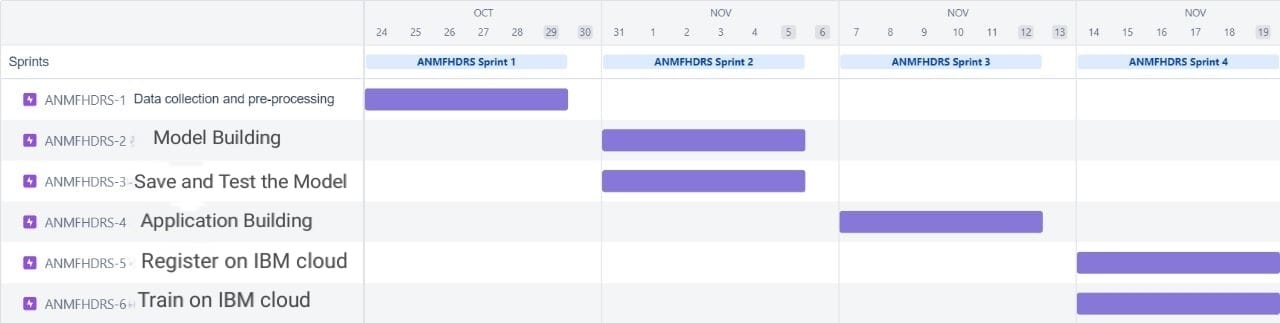 OCT NOV NOV NOV
24 25 26 27 28 29 30 31 1 2 3 4 5 6 7 8 9 10 11 12 13 14 15 16 17 18 19
Sprints ANMFHDRS Sprint 1 ANMFHDRS Sprint 2 ANMFHDRS Sprint 3 ANMFHDRS Sprint 4
ANMFHDRS-1 Data collection and pre-processing
ANMFHDRS-2 Model Building
ANMFHDRS-3 Save and Test the Model
ANMFHDRS-4 Application Building
ANMFHDRS-5 Register on IBM cloud
ANMFHDRS-6 Train on IBM cloud